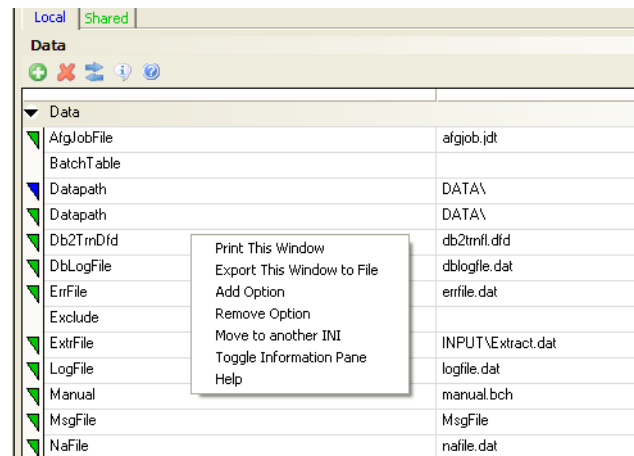 Local Shared
Data
Data
AfgJobFile afgjob.jdt
BatchTable
Datapath DATA\
Datapath DATA\
Db2TrnDfd db2trnfl.dfd
DbLogFile dblogfle.dat
ErrFile errfile.dat
Exclude
ExtrFile INPUT\Extract.dat
LogFile logfile.dat
Manual manual.bch
MsgFile MsgFile
NaFile nafile.dat
Print This Window
Export This Window to File
Add Option
Remove Option
Move to another INI
Toggle Information Pane
Help